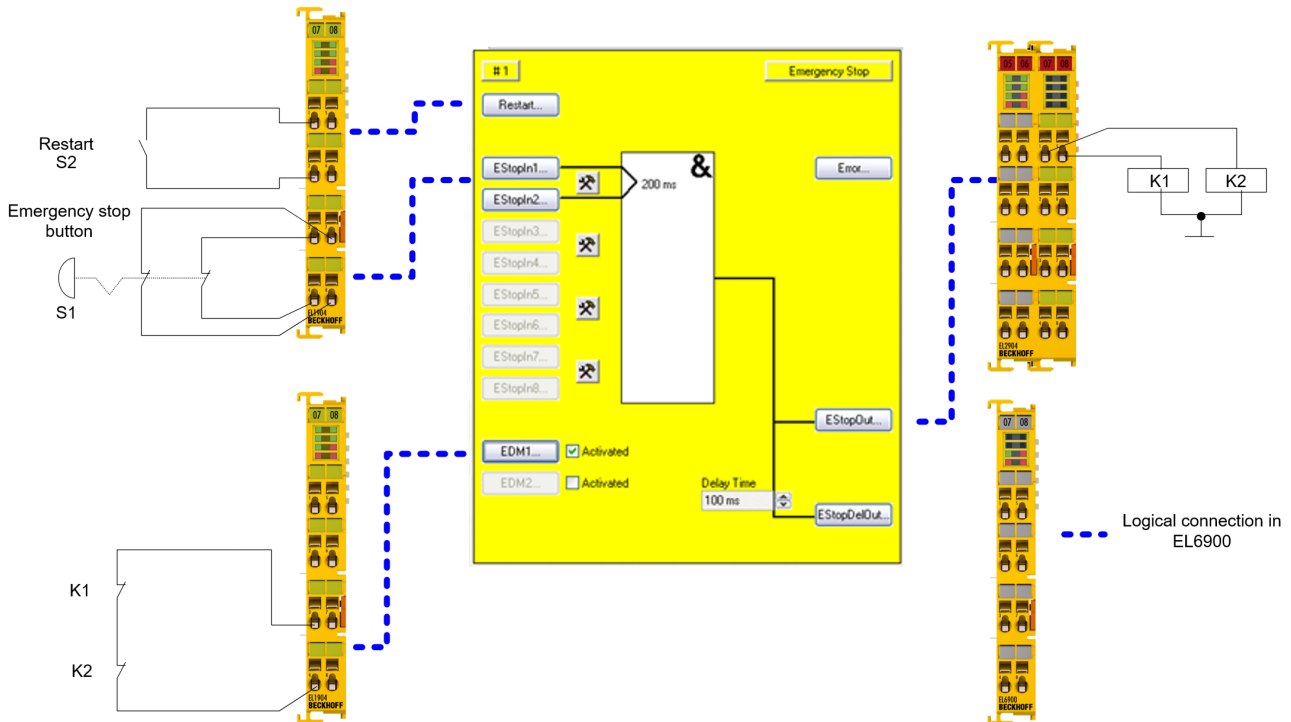 07 08
Restart
S2
Emergency stop
button
S1
EL1904
BECKHOFF
# 1
Emergency Stop
Restart...
EStopIn1...
EStopIn2...
EStopIn3...
EStopIn4...
EStopIn5...
EStopIn6...
EStopIn7...
EStopIn8...
&
200 ms
Error...
EDM1...
Activated
EDM2...
Activated
Delay Time
100 ms
EStopOut...
EStopDelOut...
05 06 07 08
K1
K2
EL2904
BECKHOFF
07 08
K1
K2
EL1904
BECKHOFF
07 08
EL6900
BECKHOFF
Logical connection in
EL6900